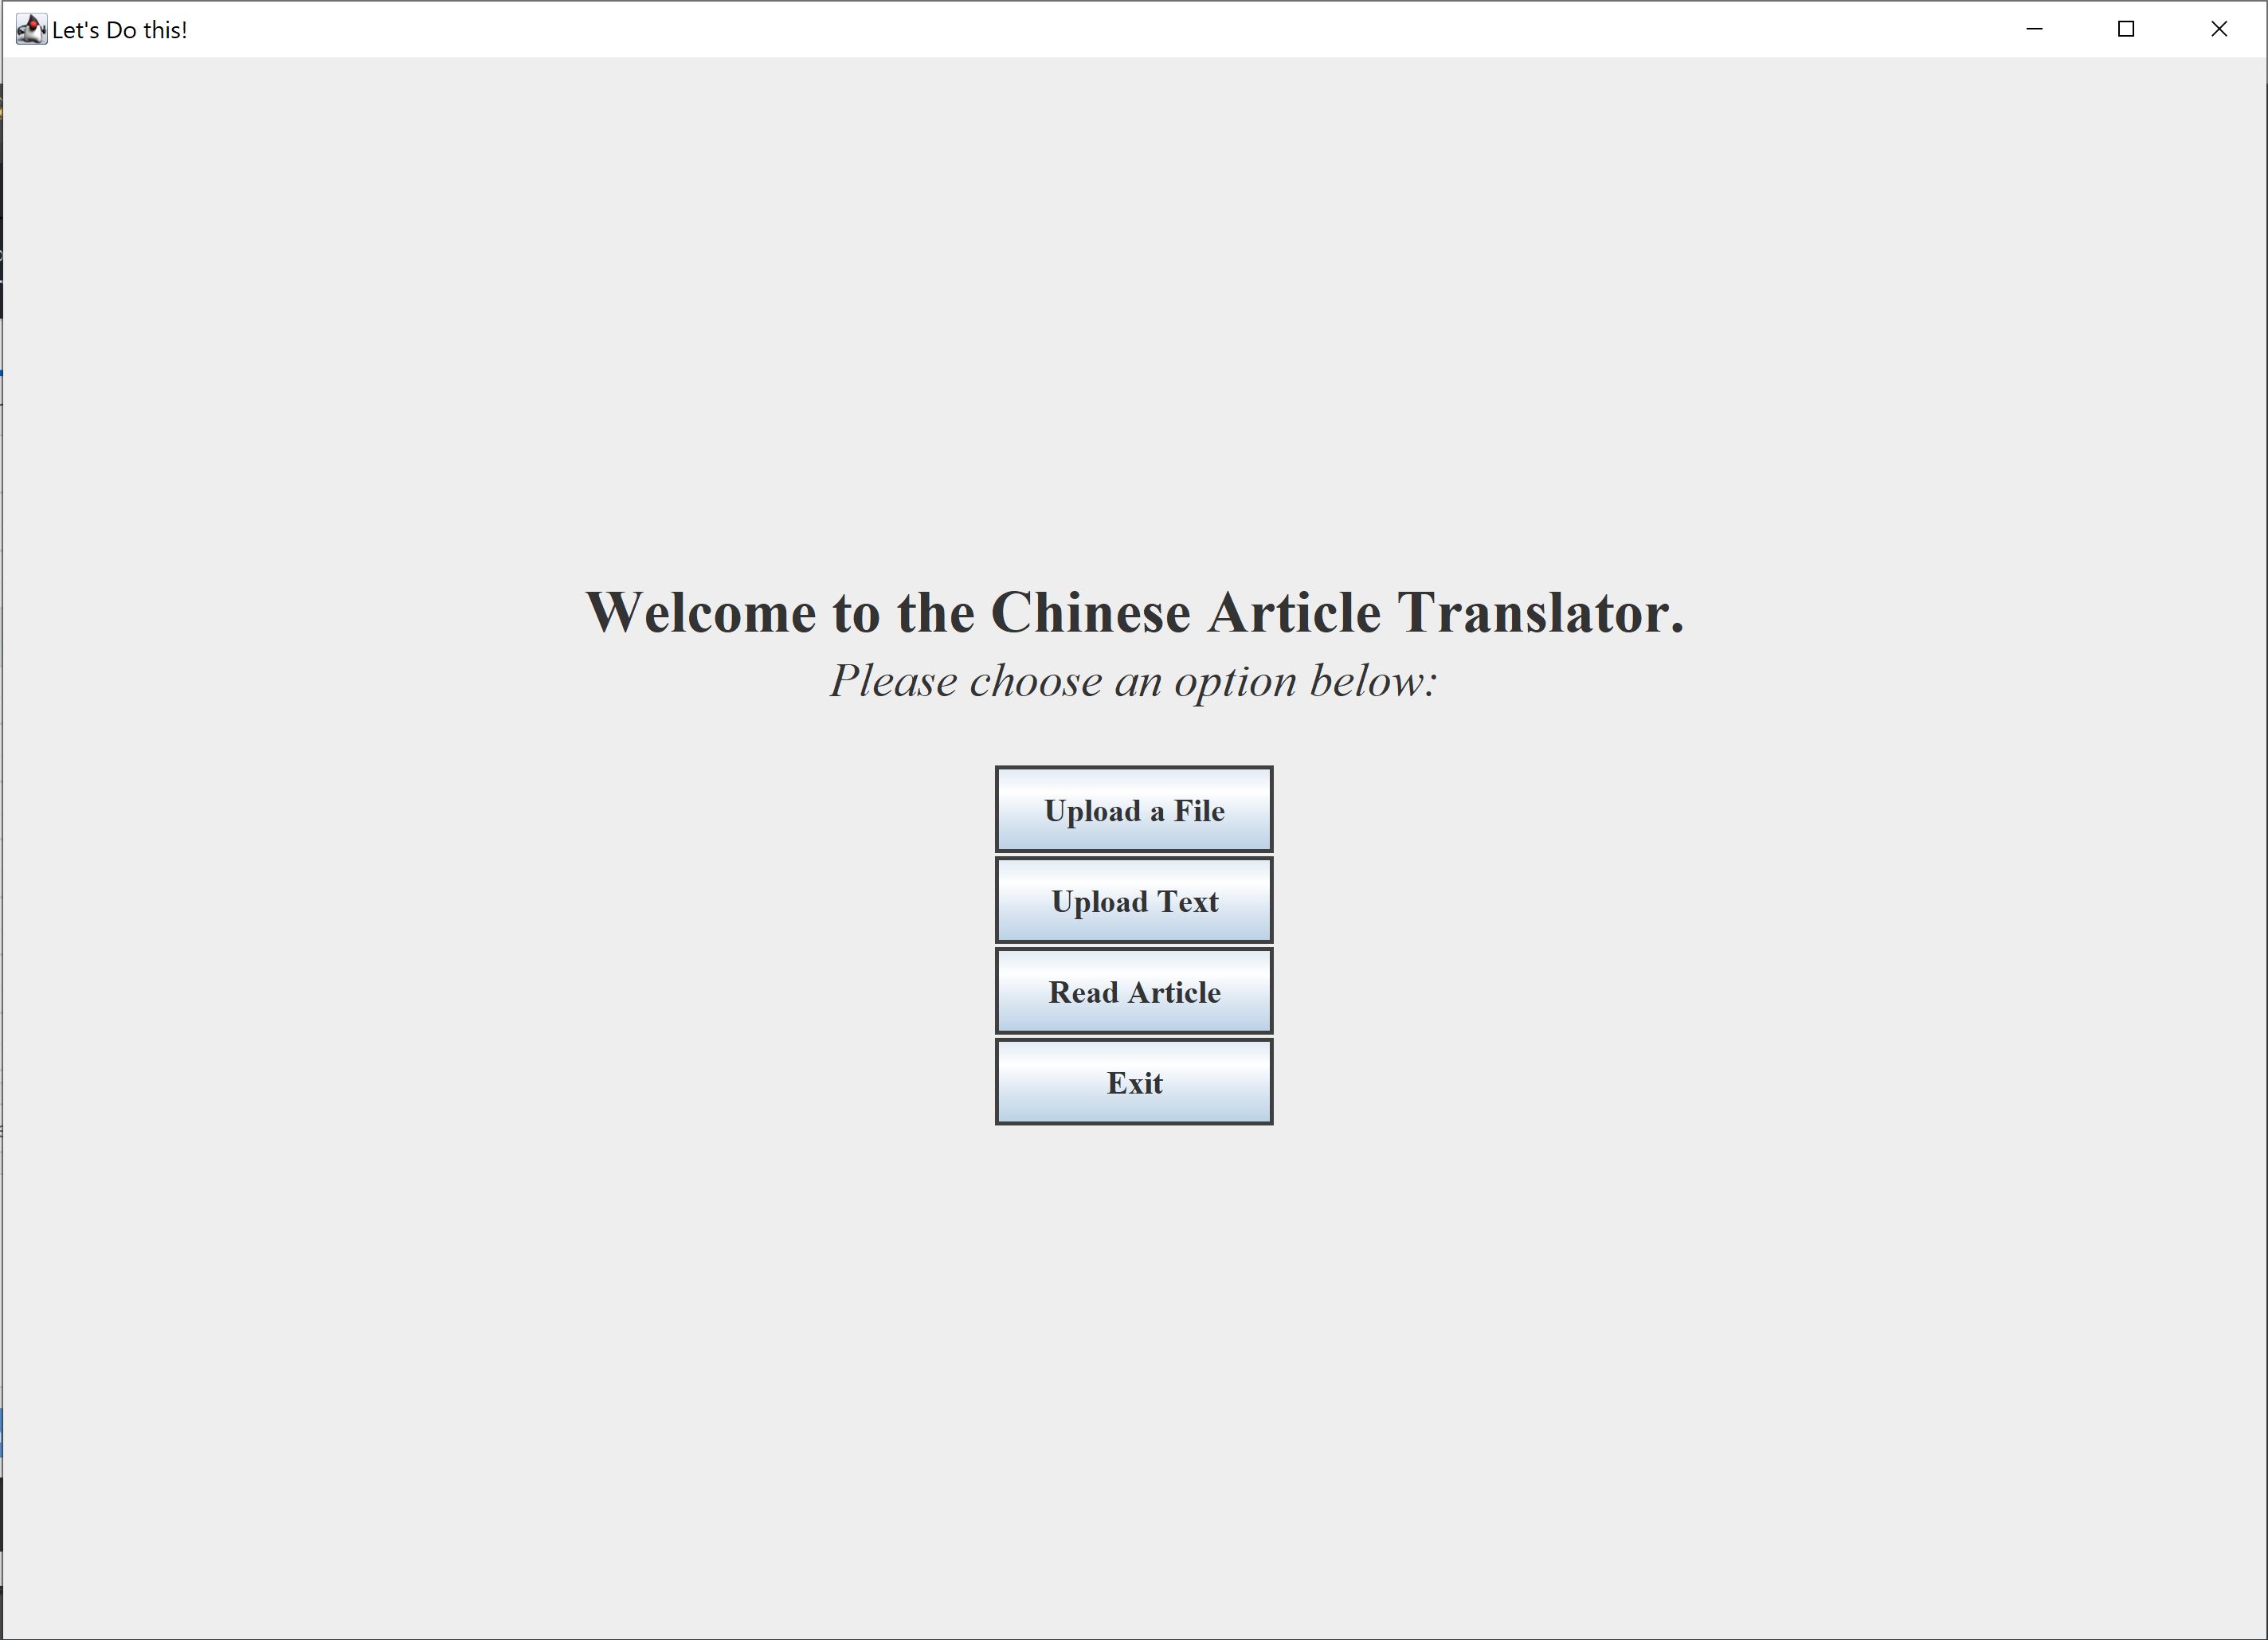 Let's Do this!
Welcome to the Chinese Article Translator.
Please choose an option below:
Upload a File
Upload Text
Read Article
Exit